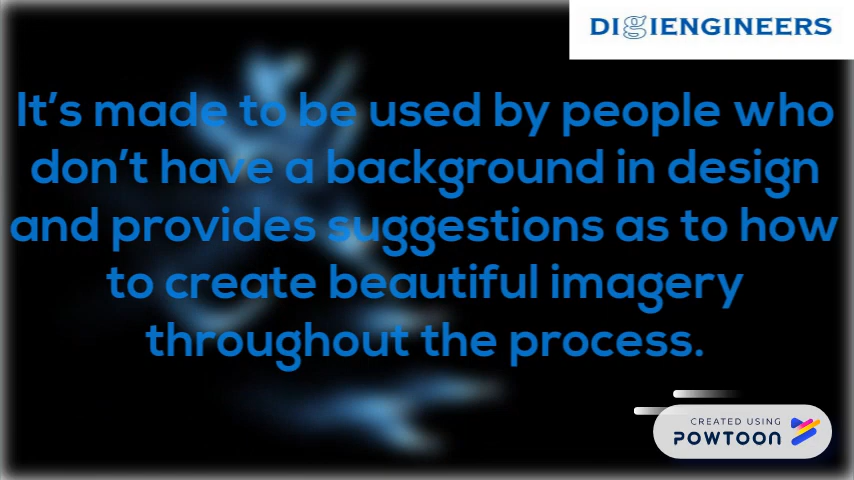 DIGIENGINEERS
It's made to be used by people who
don't have a background in design
and provides suggestions as to how
to create beautiful imagery
throughout the process.
CREATED USING
POWTOON